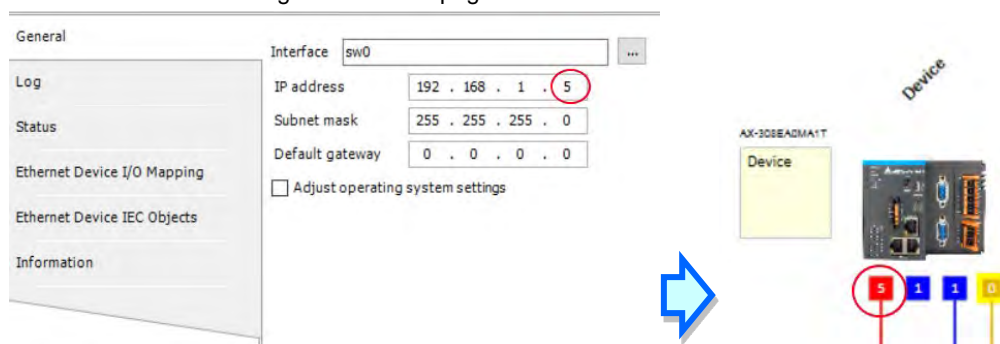 General
Log
Status
Ethernet Device I/O Mapping
Ethernet Device IEC Objects
Information
Interface sw0 ...
IP address 192 . 168 . 1 . 5
Subnet mask 255 . 255 . 255 . 0
Default gateway 0 . 0 . 0 . 0
Adjust operating system settings
Device
AX-308EA0MA1T
Device
5 1 1 0